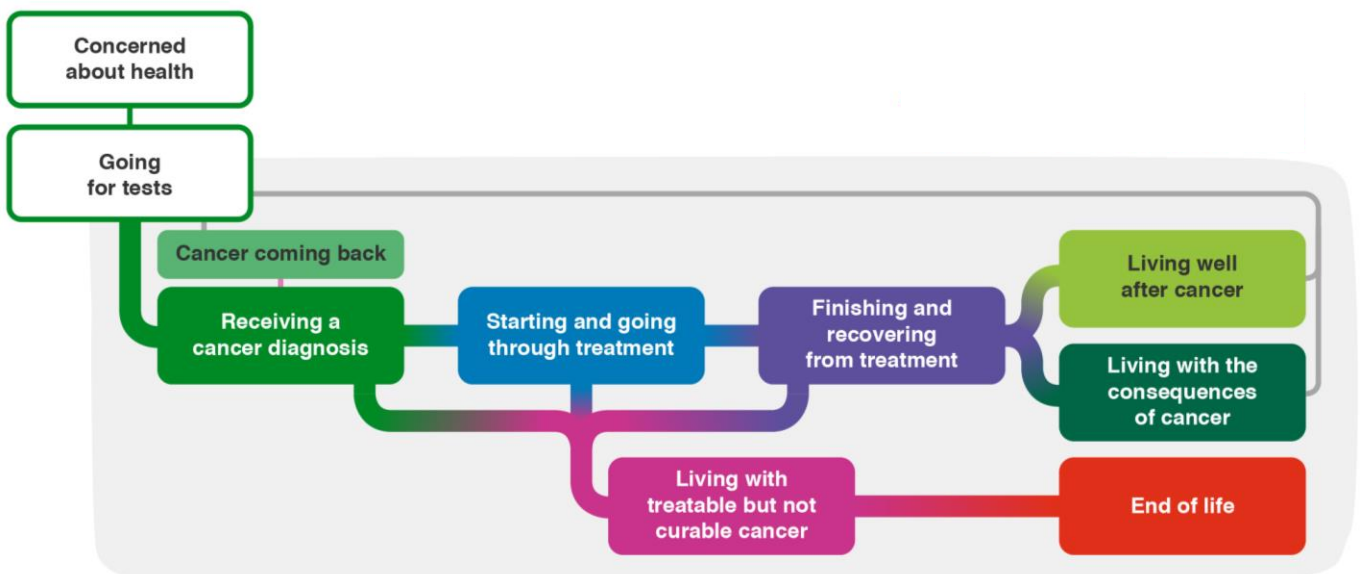 Concerned
about health
Going
for tests
Cancer coming back
Receiving a
cancer diagnosis
Starting and going
through treatment
Finishing and
recovering
from treatment
Living well
after cancer
Living with the
consequences
of cancer
Living with
treatable but not
curable cancer
End of life